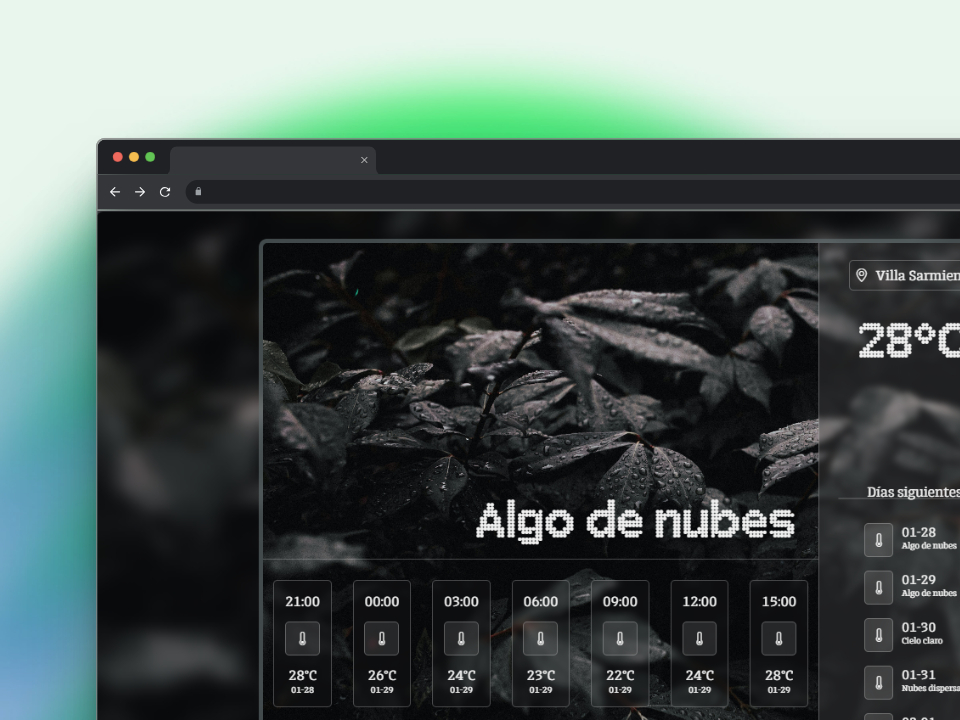 Villa
28°C
Algo de nubes
Días siguientes
01-28
Algo de nubes
01-29
Algo de nubes
01-30
Cielo claro
01-31
Nubes
21:00
28°C
01-28
00:00
26°C
01-29
03:00
24°C
01-29
06:00
23°C
01-29
09:00
22°C
01-29
12:00
24°C
01-29
15:00
28°C
01-29